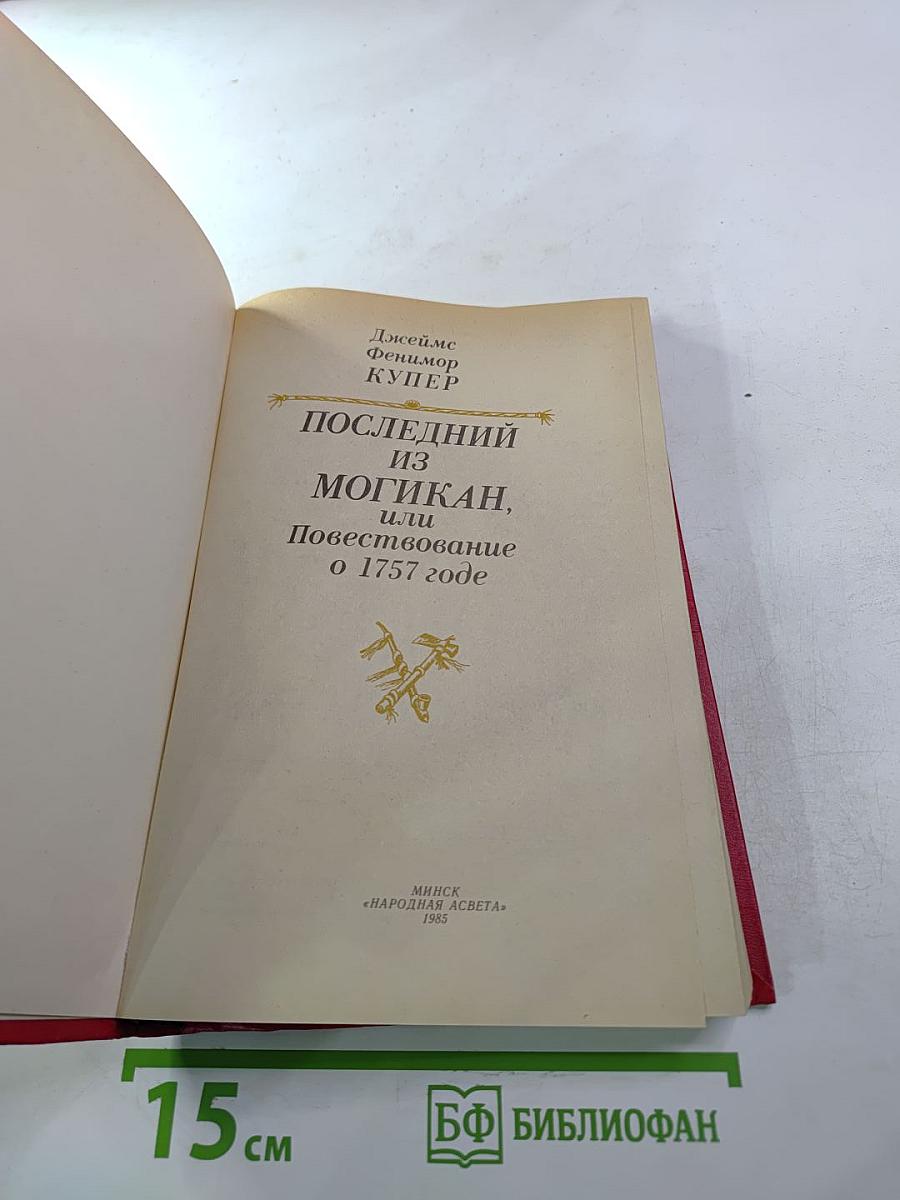 Джеймс
Фенимор
КУПЕР
ПОСЛЕДНИЙ
ИЗ
МОГИКАН,
или
Повествование
о 1757 годе
МИНСК
«НАРОДНАЯ АСВЕТА»
1985
15 см
БФ БИБЛИОФАН